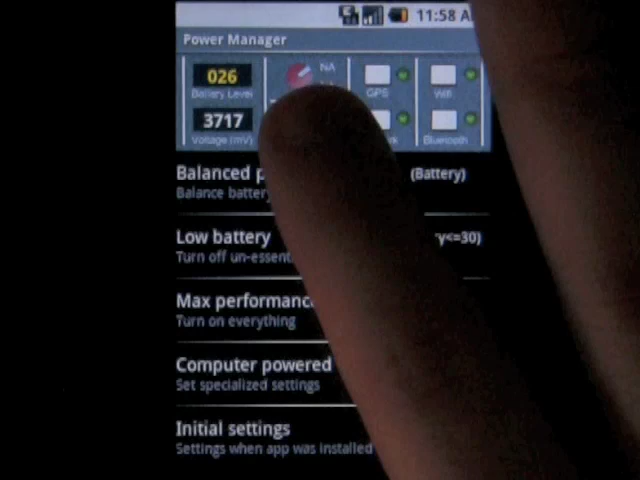 11:58 A
Power Manager
026
NA
Battery Level
GPS
Wifi
3717
Voltage (mV)
Bluetooth
Balanced p
(Battery)
Balance battery
Low battery
y<=30)
Turn off un-essent
Max performanc
Turn on everything
Computer powered
Set specialized settings
Initial settings
Settings when app was installed